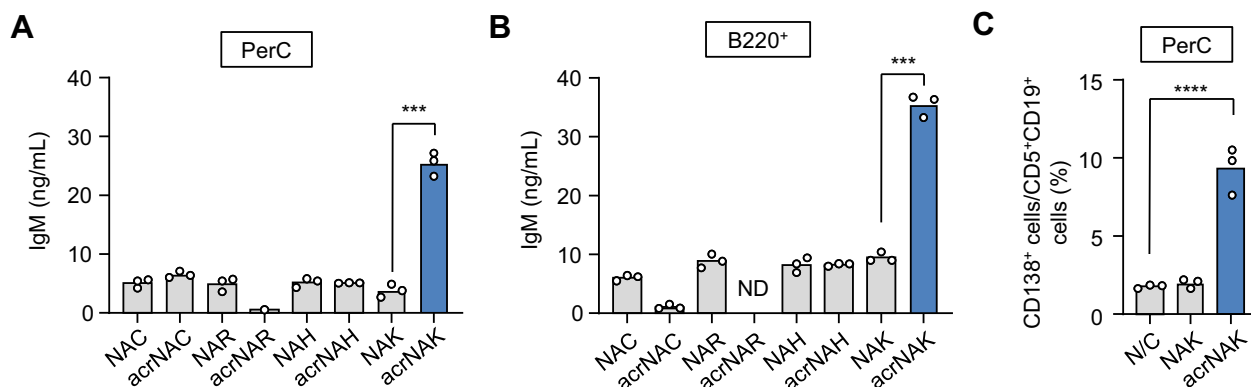 A
PerC
IgM (ng/mL)
40
30
20
10
0
***
NAC
acrNAC
NAR
acrNAR
NAH
acrNAH
NAK
acrNAK
B
B220⁺
IgM (ng/mL)
40
30
20
10
0
ND
***
NAC
acrNAC
NAR
acrNAR
NAH
acrNAH
NAK
acrNAK
C
PerC
CD138⁺ cells/CD5⁺CD19⁺
cells (%)
15
10
5
0
****
N/C
NAK
acrNAK